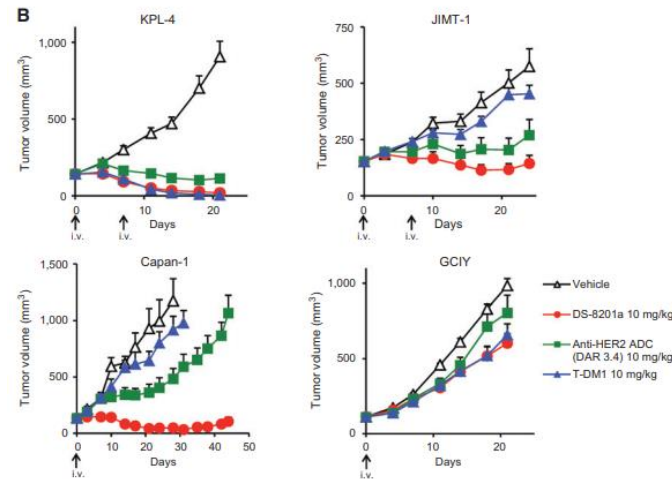 B
KPL-4
Tumor volume (mm³)
1,000
500
0
0 10 20
Days
i.v. i.v.
JIMT-1
Tumor volume (mm³)
750
500
250
0
0 10 20
Days
i.v. i.v.
Capan-1
Tumor volume (mm³)
1,500
1,000
500
0
0 10 20 30 40 50
Days
i.v.
GCIY
Tumor volume (mm³)
1,000
500
0
0 10 20
Days
i.v.
Vehicle
DS-8201a 10 mg/kg
Anti-HER2 ADC
(DAR 3.4) 10 mg/kg
T-DM1 10 mg/kg